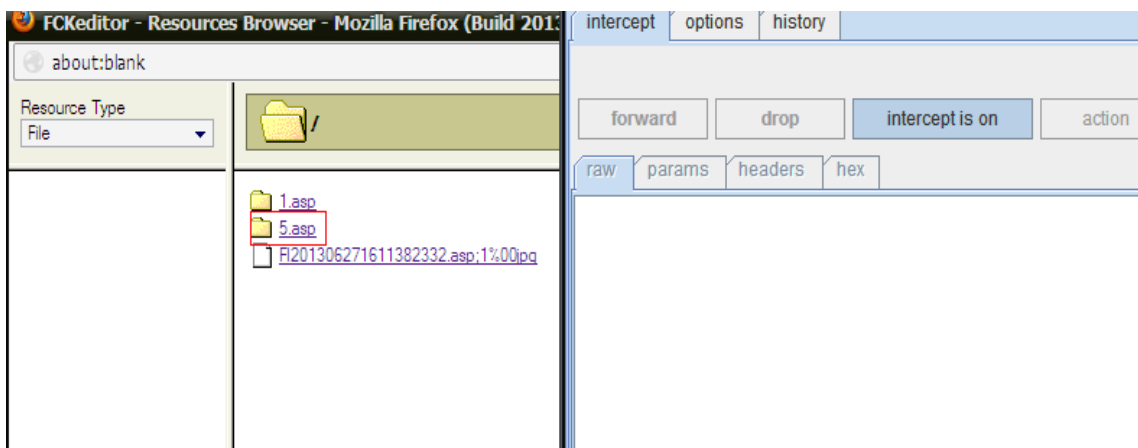 FCKeditor - Resources Browser - Mozilla Firefox (Build 2013
about:blank
Resource Type
File
/
1.asp
5.asp
FI201306271611382332.asp;1%00jpg
intercept options history
forward drop intercept is on action
raw params headers hex